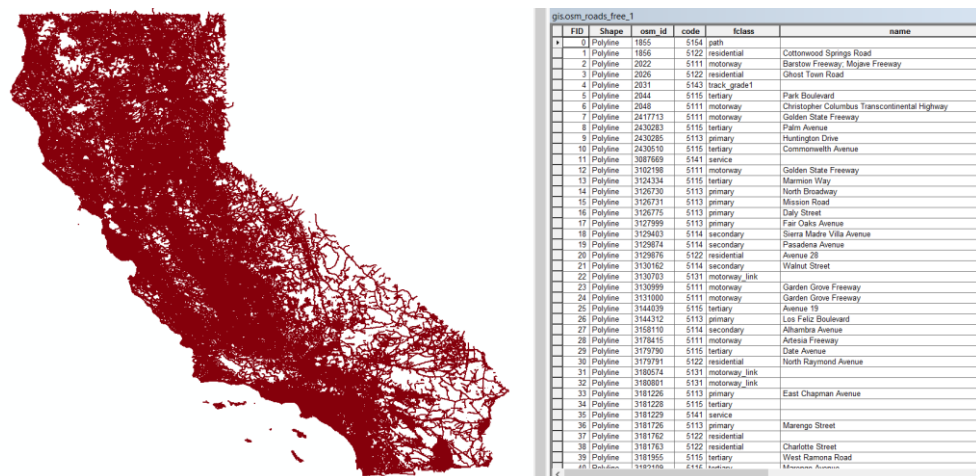 gis.osm_roads_free_1
FID Shape osm_id code fclass name
0 Polyline 1855 5154 path
1 Polyline 1856 5122 residential Cottonwood Springs Road
2 Polyline 2022 5111 motorway Barstow Freeway; Mojave Freeway
3 Polyline 2026 5122 residential Ghost Town Road
4 Polyline 2031 5143 track_grade1
5 Polyline 2044 5115 tertiary Park Boulevard
6 Polyline 2048 5111 motorway Christopher Columbus Transcontinental Highway
7 Polyline 2417713 5111 motorway Golden State Freeway
8 Polyline 2430283 5115 tertiary Palm Avenue
9 Polyline 2430285 5113 primary Huntington Drive
10 Polyline 2430510 5115 tertiary Commonwelth Avenue
11 Polyline 3087669 5141 service
12 Polyline 3102198 5111 motorway Golden State Freeway
13 Polyline 3124334 5115 tertiary Marmion Way
14 Polyline 3126730 5113 primary North Broadway
15 Polyline 3126731 5113 primary Mission Road
16 Polyline 3126775 5113 primary Daly Street
17 Polyline 3127999 5113 primary Fair Oaks Avenue
18 Polyline 3129483 5114 secondary Sierra Madre Villa Avenue
19 Polyline 3129874 5114 secondary Pasadena Avenue
20 Polyline 3129876 5122 residential Avenue 28
21 Polyline 3130162 5114 secondary Walnut Street
22 Polyline 3130703 5131 motorway_link
23 Polyline 3130999 5111 motorway Garden Grove Freeway
24 Polyline 3131000 5111 motorway Garden Grove Freeway
25 Polyline 3144039 5115 tertiary Avenue 19
26 Polyline 3144312 5113 primary Los Feliz Boulevard
27 Polyline 3158110 5114 secondary Alhambra Avenue
28 Polyline 3178415 5111 motorway Artesia Freeway
29 Polyline 3179790 5115 tertiary Date Avenue
30 Polyline 3179791 5122 residential North Raymond Avenue
31 Polyline 3180574 5131 motorway_link
32 Polyline 3180801 5131 motorway_link
33 Polyline 3181226 5113 primary East Chapman Avenue
34 Polyline 3181228 5115 tertiary
35 Polyline 3181229 5141 service
36 Polyline 3181726 5113 primary Marengo Street
37 Polyline 3181762 5122 residential
38 Polyline 3181763 5122 residential Charlotte Street
39 Polyline 3181955 5115 tertiary West Ramona Road